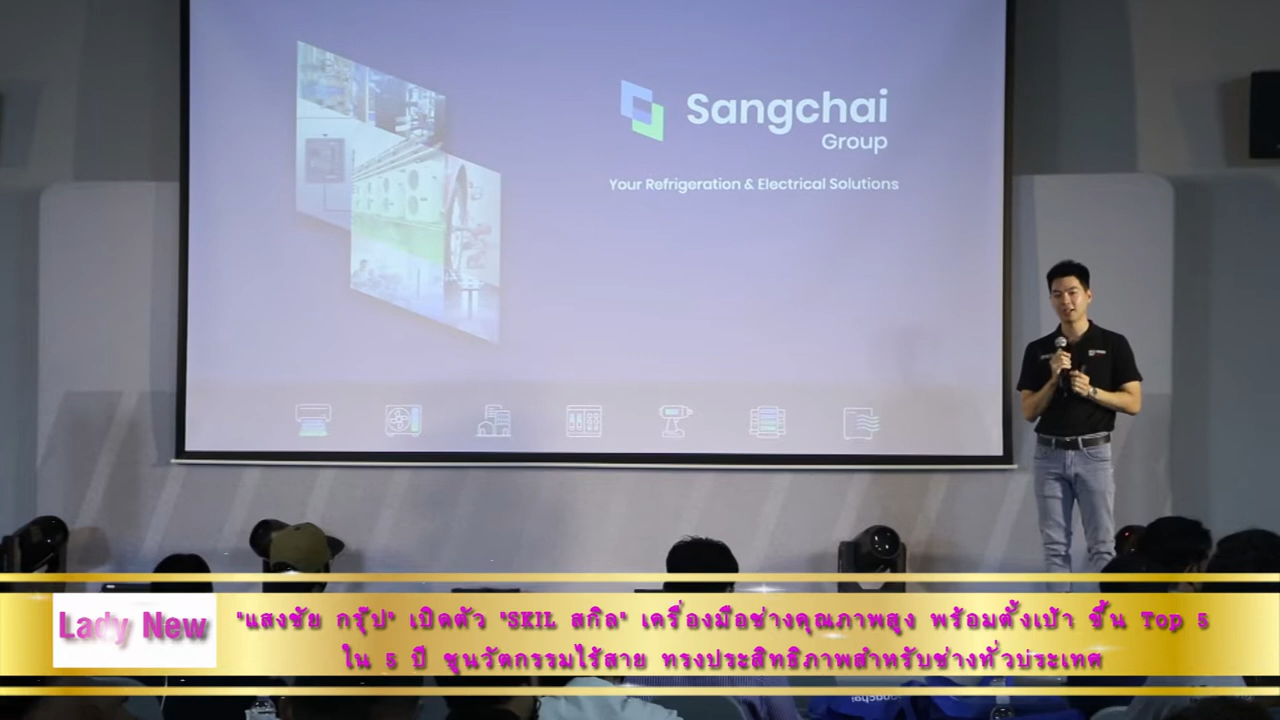 Sangchai
Group
Your Refrigeration & Electrical Solutions
Lady New
"แสงชัย กรุ๊ป" เปิดตัว "SKIL สกิล" เครื่องมือช่างคุณภาพสูง พร้อมตั้งเป้า ขึ้น Top 5
ใน 5 ปี ชูนวัตกรรมไร้สาย ทรงประสิทธิภาพสำหรับช่างทั่วประเทศ